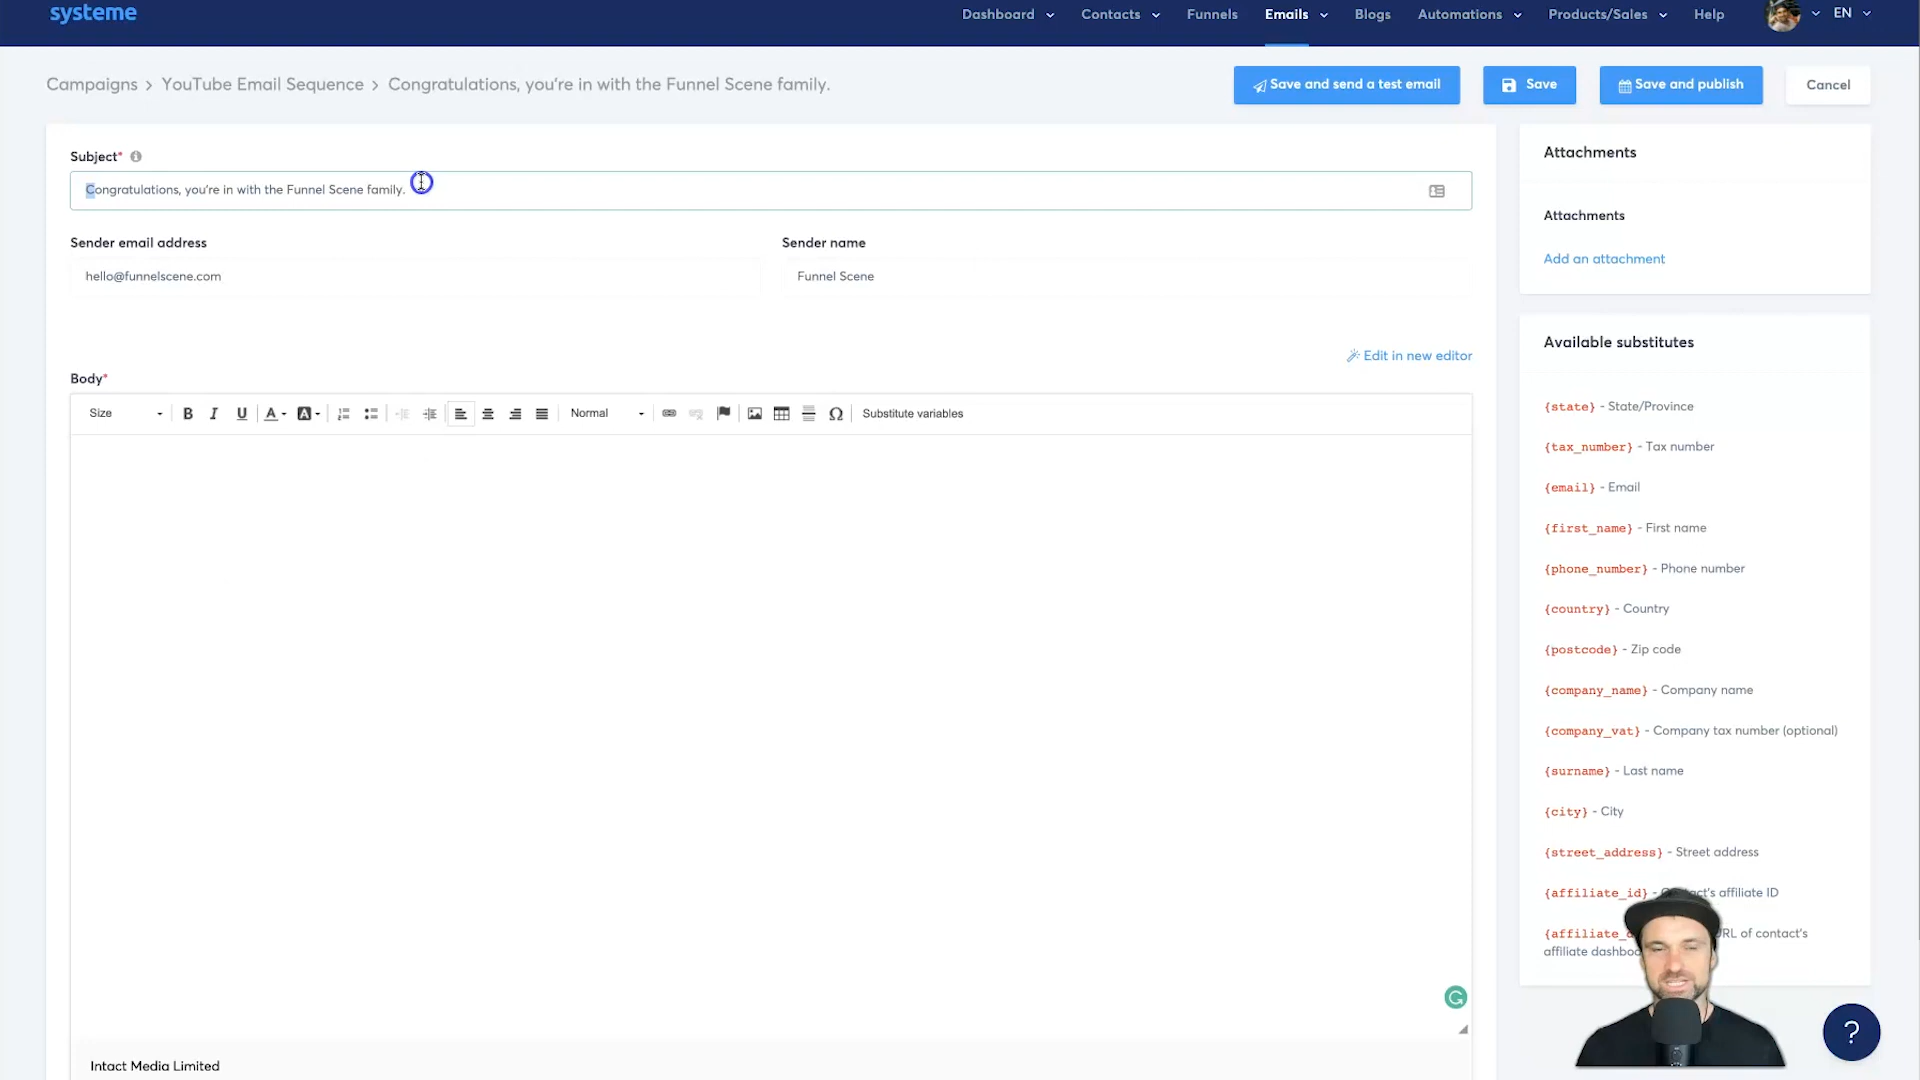 systeme
Dashboard
Contacts
Funnels
Emails
Blogs
Automations
Products/Sales
Help
EN
Campaigns > YouTube Email Sequence > Congratulations, you're in with the Funnel Scene family.
Save and send a test email
Save
Save and publish
Cancel
Subject*
Congratulations, you're in with the Funnel Scene family.
Sender email address
Sender name
hello@funnelscene.com
Funnel Scene
Edit in new editor
Body*
Size
B I U A A
Normal
Ω
Substitute variables
Intact Media Limited
Attachments
Attachments
Add an attachment
Available substitutes
{state} - State/Province
{tax_number} - Tax number
{email} - Email
{first_name} - First name
{phone_number} - Phone number
{country} - Country
{postcode} - Zip code
{company_name} - Company name
{company_vat} - Company tax number (optional)
{surname} - Last name
{city} - City
{street_address} - Street address
{affiliate_id} - affiliate ID
of contact's
affiliate
?